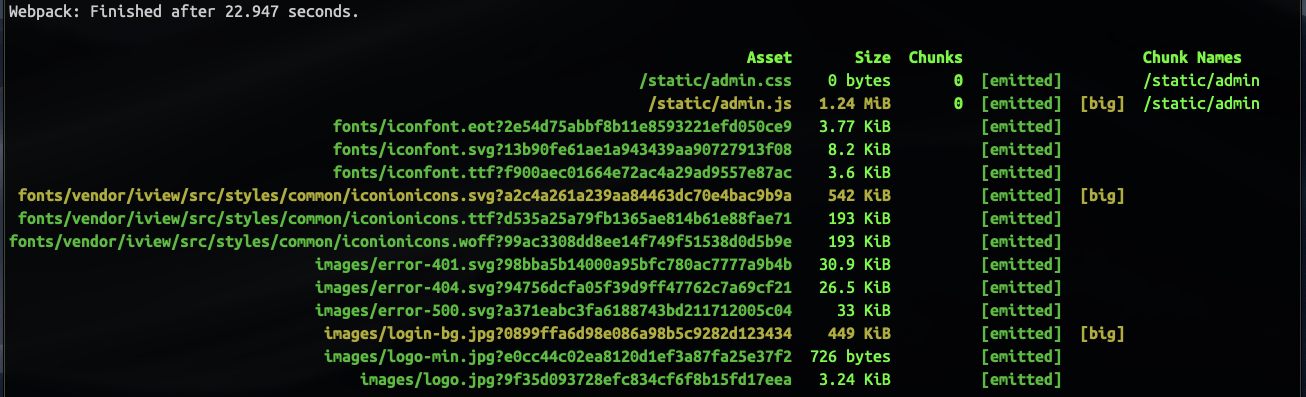 Webpack: Finished after 22.947 seconds.
Asset Size Chunks Chunk Names
/static/admin.css 0 bytes 0 [emitted] /static/admin
/static/admin.js 1.24 MiB 0 [emitted] [big] /static/admin
fonts/iconfont.eot?2e54d75abbf8b11e8593221efd050ce9 3.77 KiB [emitted]
fonts/iconfont.svg?13b90fe61ae1a943439aa90727913f08 8.2 KiB [emitted]
fonts/iconfont.ttf?f900aec01664e72ac4a29ad9557e87ac 3.6 KiB [emitted]
fonts/vendor/iview/src/styles/common/iconionicons.svg?a2c4a261a239aa84463dc70e4bac9b9a 542 KiB [emitted] [big]
fonts/vendor/iview/src/styles/common/iconionicons.ttf?d535a25a79fb1365ae814b61e88fae71 193 KiB [emitted]
fonts/vendor/iview/src/styles/common/iconionicons.woff?99ac3308dd8ee14f749f51538d0d5b9e 193 KiB [emitted]
images/error-401.svg?98bba5b14000a95bfc780ac7777a9b4b 30.9 KiB [emitted]
images/error-404.svg?94756dcfa05f39d9ff47762c7a69cf21 26.5 KiB [emitted]
images/error-500.svg?a371eabc3fa6188743bd211712005c04 33 KiB [emitted]
images/login-bg.jpg?0899ffa6d98e086a98b5c9282d123434 449 KiB [emitted] [big]
images/logo-min.jpg?e0cc44c02ea8120d1ef3a87fa25e37f2 726 bytes [emitted]
images/logo.jpg?9f35d093728efc834cf6f8b15fd17eea 3.24 KiB [emitted]